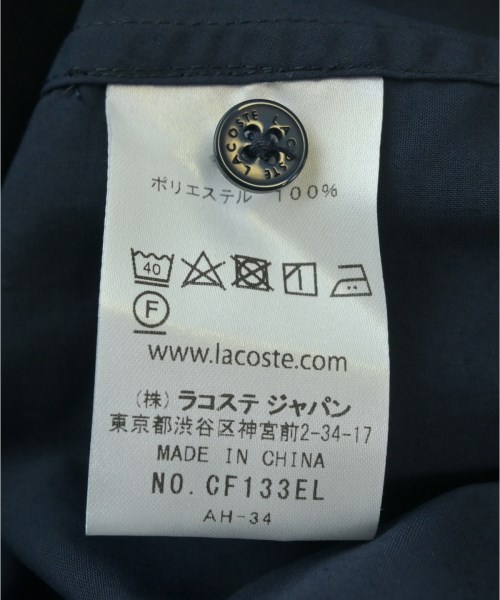 LACOSTE LACOSTE
ポリエステル 100%
40
F
www.lacoste.com
(株) ラコステ ジャパン
東京都渋谷区神宮前2-34-17
MADE IN CHINA
NO. CF133EL
AH-34